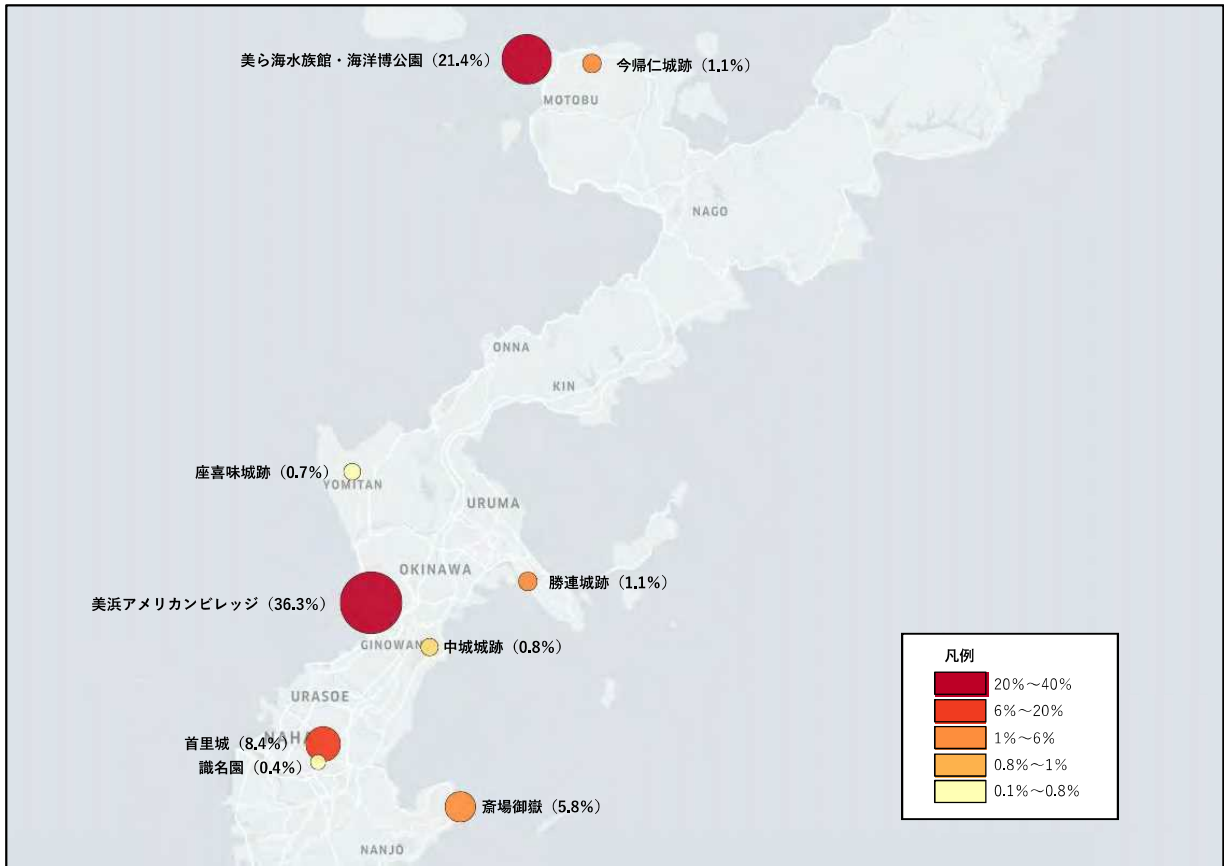 美ら海水族館・海洋博公園（21.4%）
今帰仁城跡（1.1%）
MOTOBU
NAGO
ONNA
KIN
座喜味城跡（0.7%）
YOMITAN
URUMA
OKINAWA
勝連城跡（1.1%）
美浜アメリカンビレッジ（36.3%）
GINOWAN
中城城跡（0.8%）
URASOE
NAHA
首里城（8.4%）
識名園（0.4%）
斎場御嶽（5.8%）
NANJO
凡例
20%～40%
6%～20%
1%～6%
0.8%～1%
0.1%～0.8%